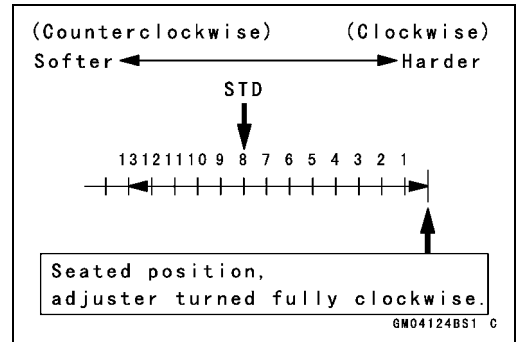 (Counterclockwise) (Clockwise)
Softer Harder
STD
13 12 11 10 9 8 7 6 5 4 3 2 1
Seated position,
adjuster turned fully clockwise.
GM04124BS1 C